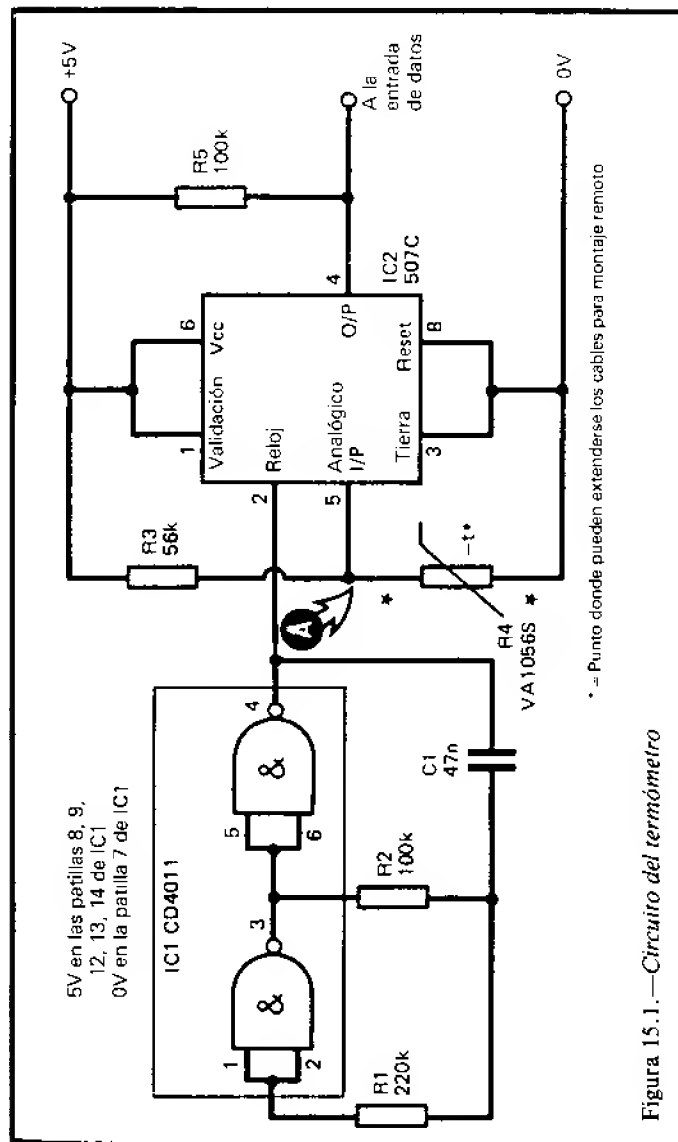 5V en las patillas 8, 9,
12, 13, 14 de IC1
0V en la patilla 7 de IC1
IC1 CD4011
1
2
&
3
5
6
&
4
R1
220k
R2
100k
C1
47n
A
+5V
R3
56k
R5
100k
1
Validación
6
Vcc
2
Reloj
5
Analógico
I/P
4
O/P
3
Tierra
8
Reset
IC2
507C
A la
entrada
de datos
*
R4
VA1056S
-t°
*
0V
* = Punto donde pueden extenderse los cables para montaje remoto
Figura 15.1.—Circuito del termómetro